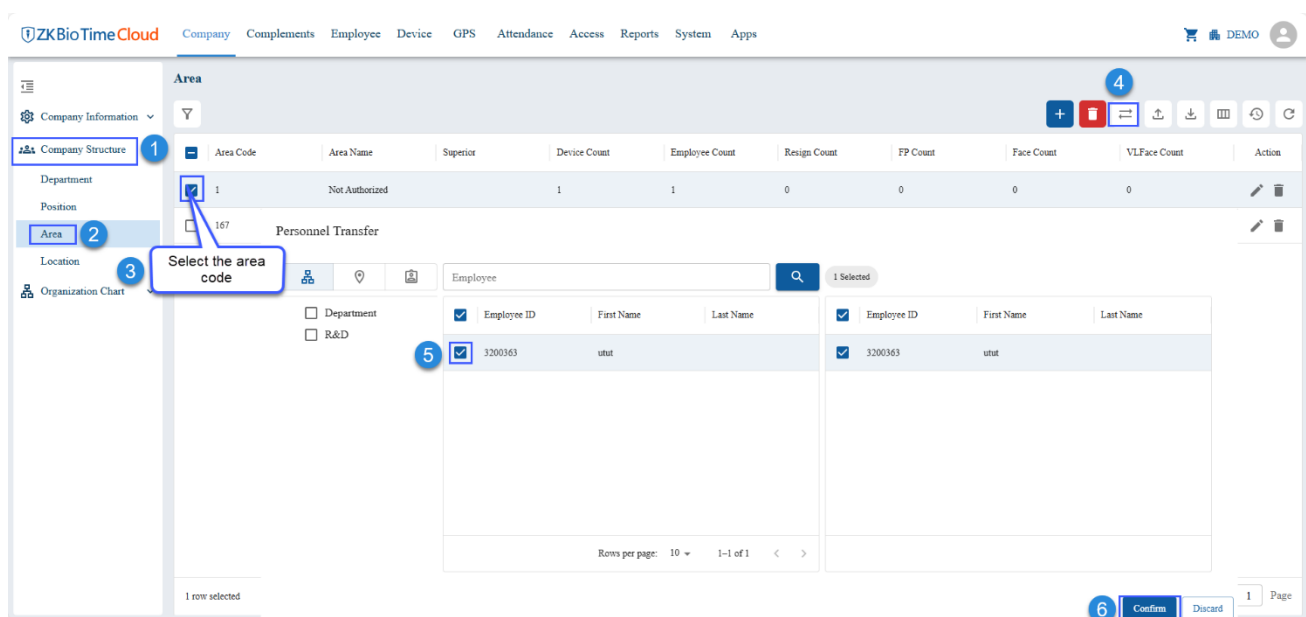 ZKBioTime Cloud
Company Complements Employee Device GPS Attendance Access Reports System Apps
DEMO
Area
4
Company Information
Company Structure
1
Area Code Area Name Superior Device Count Employee Count Resign Count FP Count Face Count VLFace Count Action
Department
1 Not Authorized 1 1 0 0 0 0
Position
167
Area
2
Personnel Transfer
Location
3
Select the area
code
Employee
1 Selected
Organization Chart
Department
Employee ID First Name Last Name
Employee ID First Name Last Name
R&D
5
3200363 utut
3200363 utut
Rows per page: 10 1–1 of 1
1 row selected
1 Page
6
Confirm
Discard